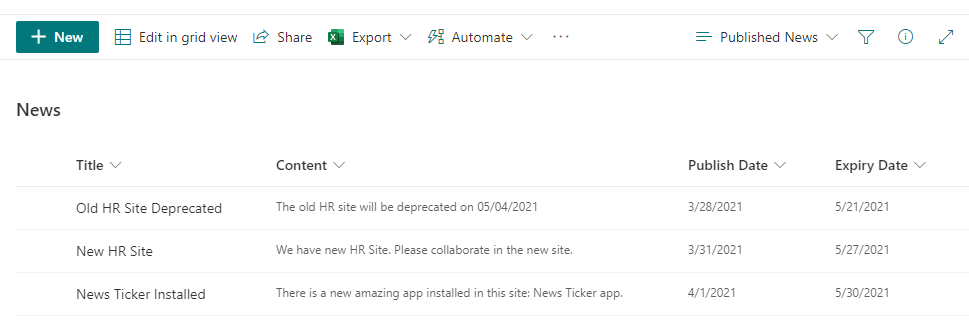 New Edit in grid view Share Export Automate ... Published News
News
Title Content Publish Date Expiry Date
Old HR Site Deprecated The old HR site will be deprecated on 05/04/2021 3/28/2021 5/21/2021
New HR Site We have new HR Site. Please collaborate in the new site. 3/31/2021 5/27/2021
News Ticker Installed There is a new amazing app installed in this site: News Ticker app. 4/1/2021 5/30/2021